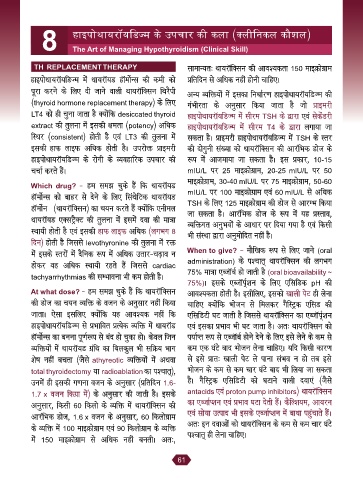 8
हाइपोथायरॉयडिज्म के उपचार की कला (क्लीनिकल कौशल)
The Art of Managing Hypothyroidism (Clinical Skill)
TH REPLACEMENT THERAPY
हाइपोथायरॉयडिज्म में थायरॉयड हॉर्मोन्स की कमी को
पूरा करने के लिए दी जाने वाली थायरॉक्सिन थिरैपी
(thyroid hormone replacement therapy) के लिए
LT4 को ही चुना जाता है क्योंकि desiccated thyroid
extract की तुलना में इसकी क्षमता (potency) अधिक
स्थिर (consistent) होती है एवं LT3 की तुलना में
इसकी हाफ लाइफ अधिक होती है। उपरोक्त प्राइमरी
हाइपोथायरॉयडिज्म के रोगी के व्यवहारिक उपचार की
चर्चा करते हैं।
Which drug? - हम समझ चुके हैं कि थायरॉयड
हॉर्मोन्स को बाहर से देने के लिए सिंथेटिक थायरॉयड
हॉर्मोन (थायरॉक्सिन) का चयन करते हैं क्योंकि एनीमल
थायरॉयड एक्सट्रैक्ट की तुलना में इसमें दवा की मात्रा
स्थायी होती है एवं इसकी हाफ लाइफ अधिक (लगभग 8
दिन) होती है जिससे levothyronine की तुलना में रक्त
में इसके स्तरों में दैनिक रूप में अधिक उतार-चढ़ाव न
होकर वह अधिक स्थायी रहते हैं जिससे cardiac
tachyarrhythmias की सम्भावना भी कम होती है।
At what dose? - हम समझ चुके हैं कि थायरॉक्सिन
की डोज का चयन व्यक्ति के वजन के अनुसार नहीं किया
जाता। ऐसा इसलिए क्योंकि यह आवश्यक नहीं कि
हाइपोथायरॉयडिज्म से प्रभावित प्रत्येक व्यक्ति में थायरॉड
हॉर्मोन्स का बनना पूर्णरूप से बंद हो चुका हो। केवल जिन
व्यक्तियों में थायरॉयड ग्रंथि का बिलकुल भी सक्रिय भाग
शेष नहीं बचता (जैसे athyreotic व्यक्तियों में अथवा
total thyroidectomy या radioablation का पश्चात्),
उनमें ही इसकी गणना वजन के अनुसार (प्रतिदिन 1.6-
1.7 x वजन किग्रा में) के अनुसार की जाती है। इसके
अनुसार, किसी 60 किलो के व्यक्ति में थायरॉक्सिन की
आरम्भिक डोज, 1.6 x वजन के अनुसार, 60 किलोग्राम
के व्यक्ति में 100 माइक्रोग्राम एवं 90 किलोग्राम के व्यक्ति
में 150 माइक्रोग्राम से अधिक नहीं बनती। अतः,
सामान्यतः थायरॉक्सिन की आवश्यकता 150 माइक्रोग्राम
प्रतिदिन से अधिक नहीं होनी चाहिए।
अन्य व्यक्तियों में इसका निर्धारण हाइपोथायरॉयडिज्म की
गंभीरता के अनुसार किया जाता है जो प्राइमरी
हाइपोथायरॉयडिज्म में सीरम TSH के द्वारा एवं सेकेंडरी
हाइपोथायरॉयडिज्म में सीरम T4 के द्वारा लगाया जा
सकता है। प्राइमरी हाइपोथायरॉयडिज्म में TSH के स्तर
की दोगुनी संख्या को थायरॉक्सिन की आरम्भिक डोज के
रूप में आजमाया जा सकता है। इस प्रकार, 10-15
mIU/L पर 25 माइक्रोग्राम, 20-25 mIU/L पर 50
माइक्रोग्राम, 30-40 mIU/L पर 75 माइक्रोग्राम, 50-60
mIU/L पर 100 माइक्रोग्राम एवं 60 mIU/L से अधिक
TSH के लिए 125 माइक्रोग्राम की डोज से आरम्भ किया
जा सकता है। आरम्भिक डोज के रूप में यह प्रस्ताव,
व्यक्तिगत अनुभवों के आधार पर दिया गया है एवं किसी
भी संस्था द्वारा अनुमोदित नहीं है।
When to give? - मौखिक रूप से लिए जाने (oral
administration) के पश्चात् थायरॉक्सिन की लगभग
75% मात्रा एब्जॉर्ब हो जाती है (oral bioavailability ~
75%)। इसके एब्जॉर्प्शन के लिए एसिडिक pH की
आवश्यकता होती है। इसीलिए, इसको खाली पेट ही लेना
चाहिए क्योंकि भोजन से मिलकर गैस्ट्रिक एसिड की
एसिडिटी घट जाती है जिससे थायरॉक्सिन का एब्जॉर्प्शन
एवं इसका प्रभाव भी घट जाता है। अतः थायरॉक्सिन को
पर्याप्त रूप से एब्जॉर्ब होने देने के लिए इसे लेने के कम से
कम एक घंटे बाद भोजन लेना चाहिए। यदि किसी कारण
से इसे प्रातः खाली पेट ले पाना संभव न हो तब इसे
भोजन के कम से कम चार घंटे बाद भी लिया जा सकता
है। गैस्ट्रिक एसिडिटी को घटाने वाली दवाएं (जैसे
antacids एवं proton pump inhibitors) थायरॉक्सिन
का एब्जॉर्प्शन एवं प्रभाव घटा देती हैं। कैल्शियम, आयरन
एवं सोया उत्पाद भी इसके एब्जॉर्प्शन में बाधा पहुंचाते हैं।
अतः इन दवाओं को थायरॉक्सिन के कम से कम चार घंटे
पश्चात् ही लेना चाहिए।
61